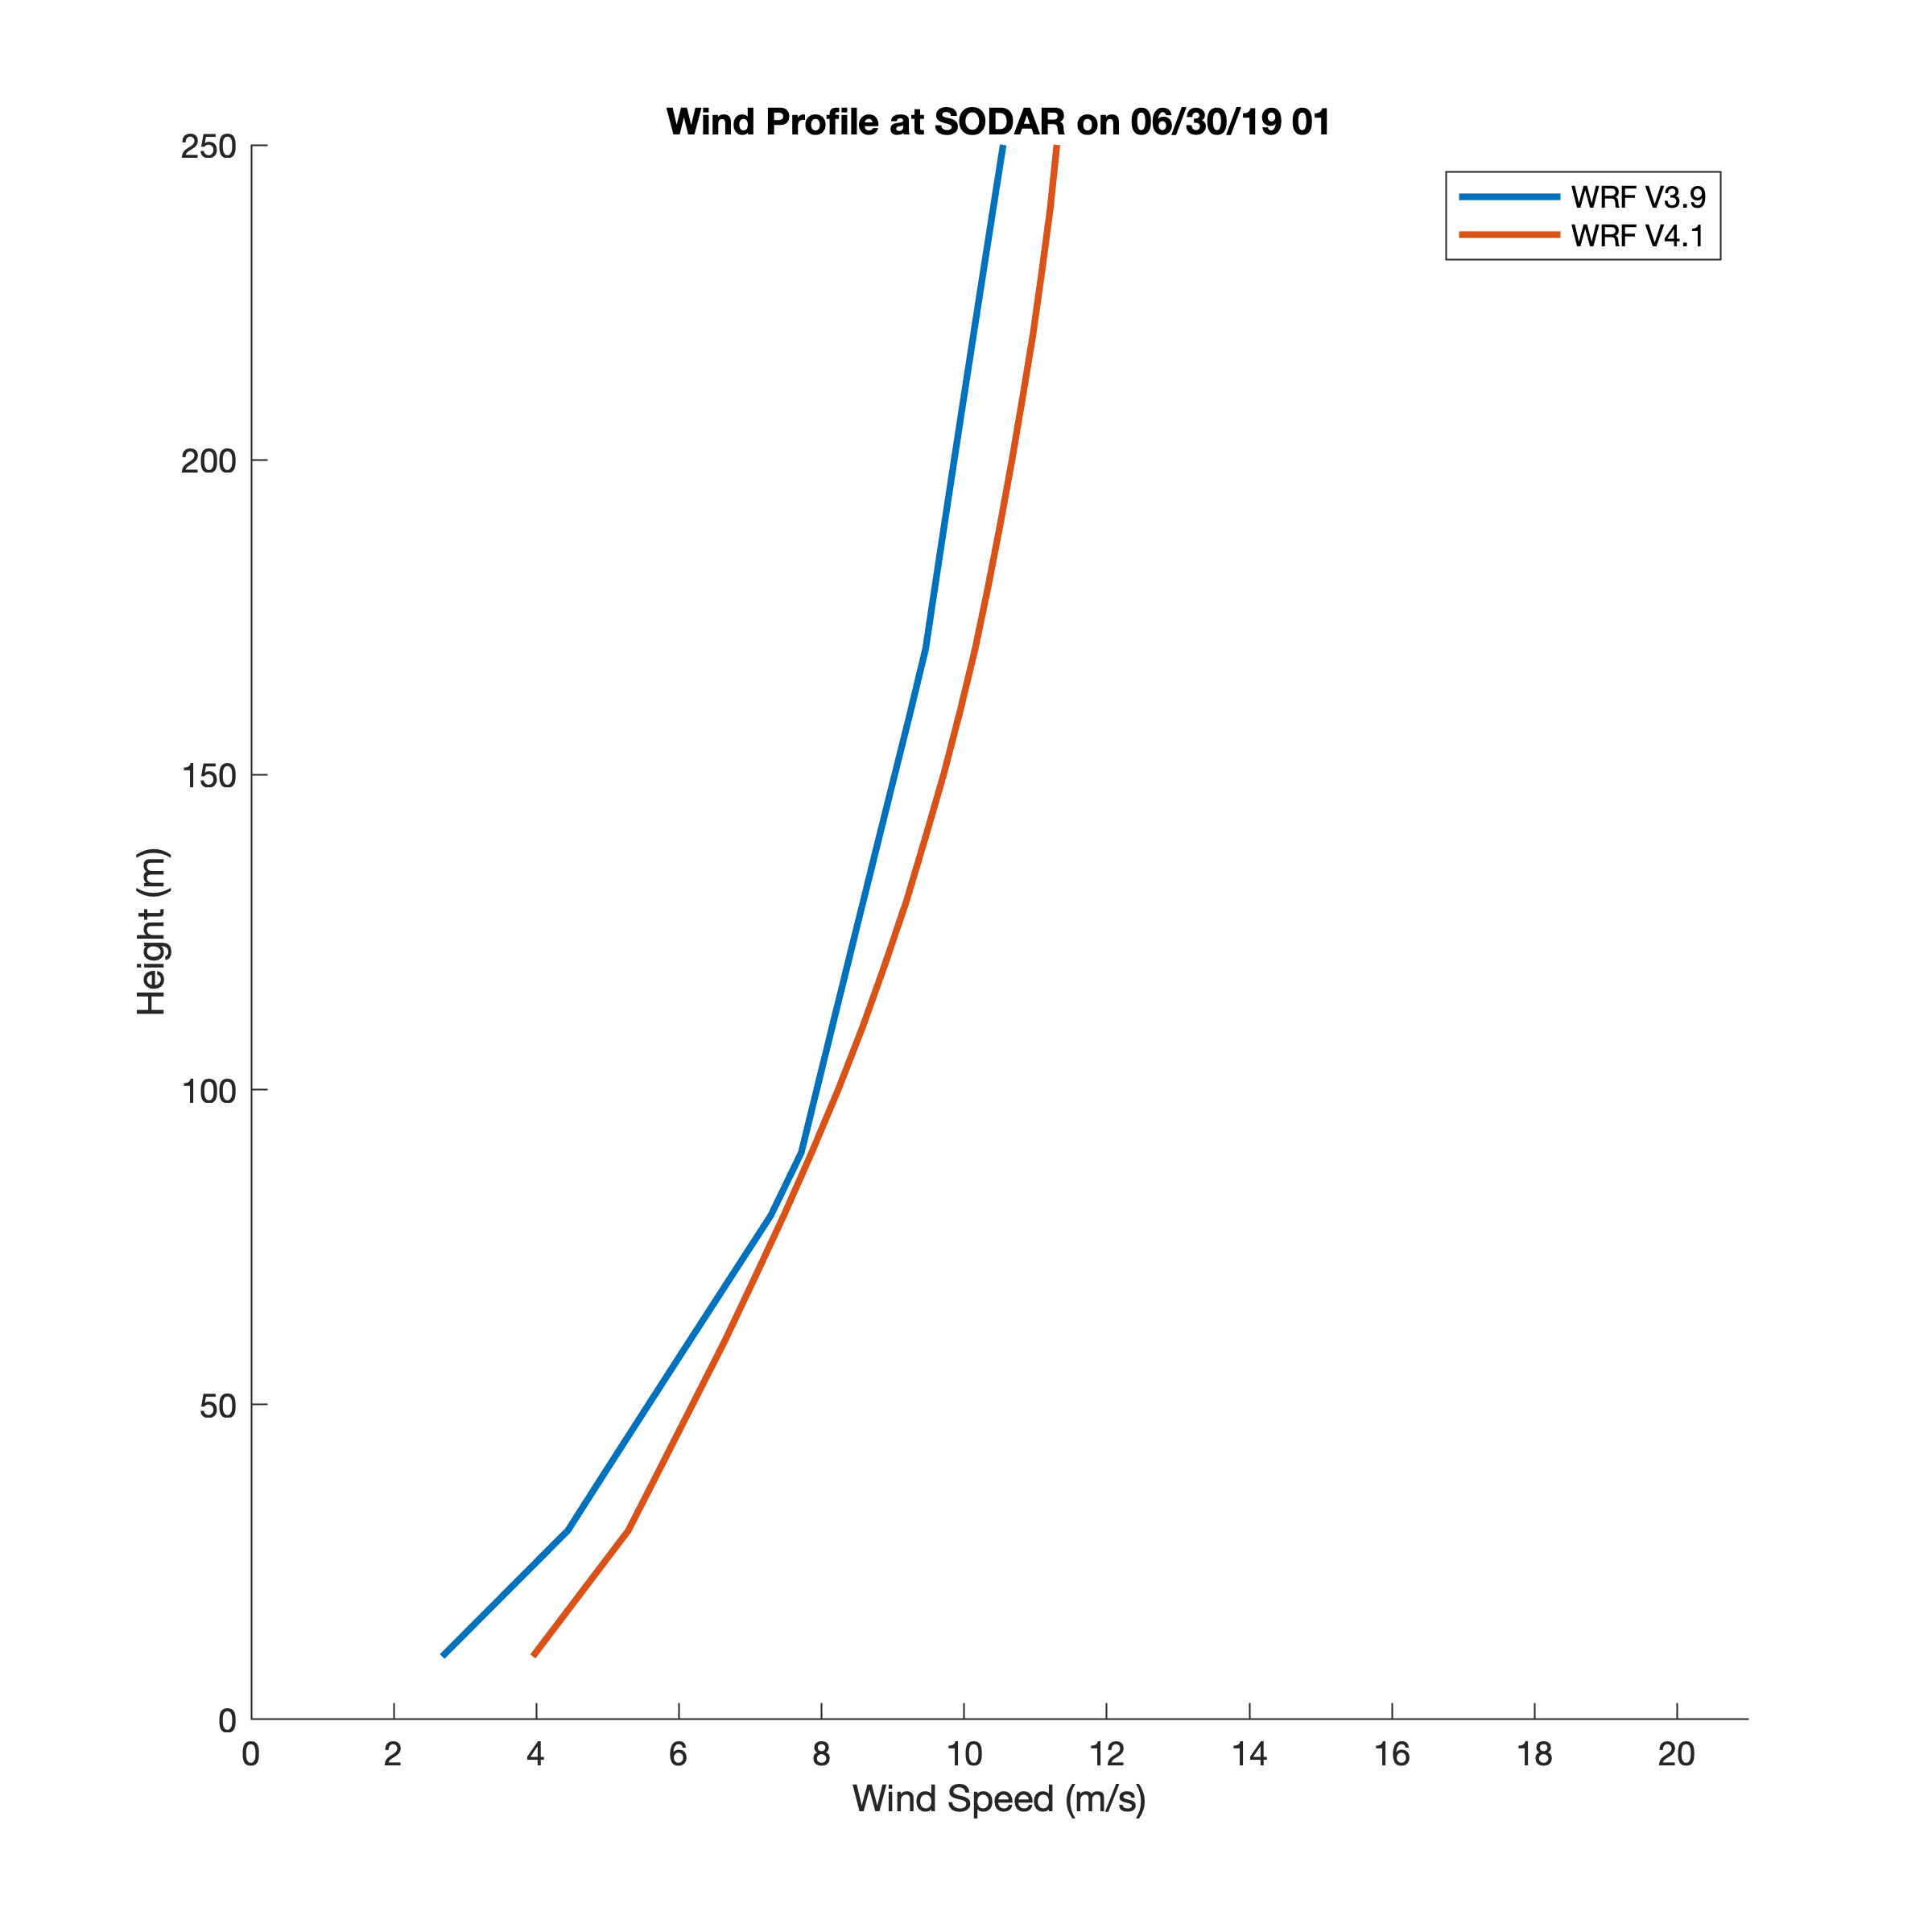 Wind Profile at SODAR on 06/30/19 01
WRF V3.9
WRF V4.1
250
200
150
100
50
0
Height (m)
0 2 4 6 8 10 12 14 16 18 20
Wind Speed (m/s)